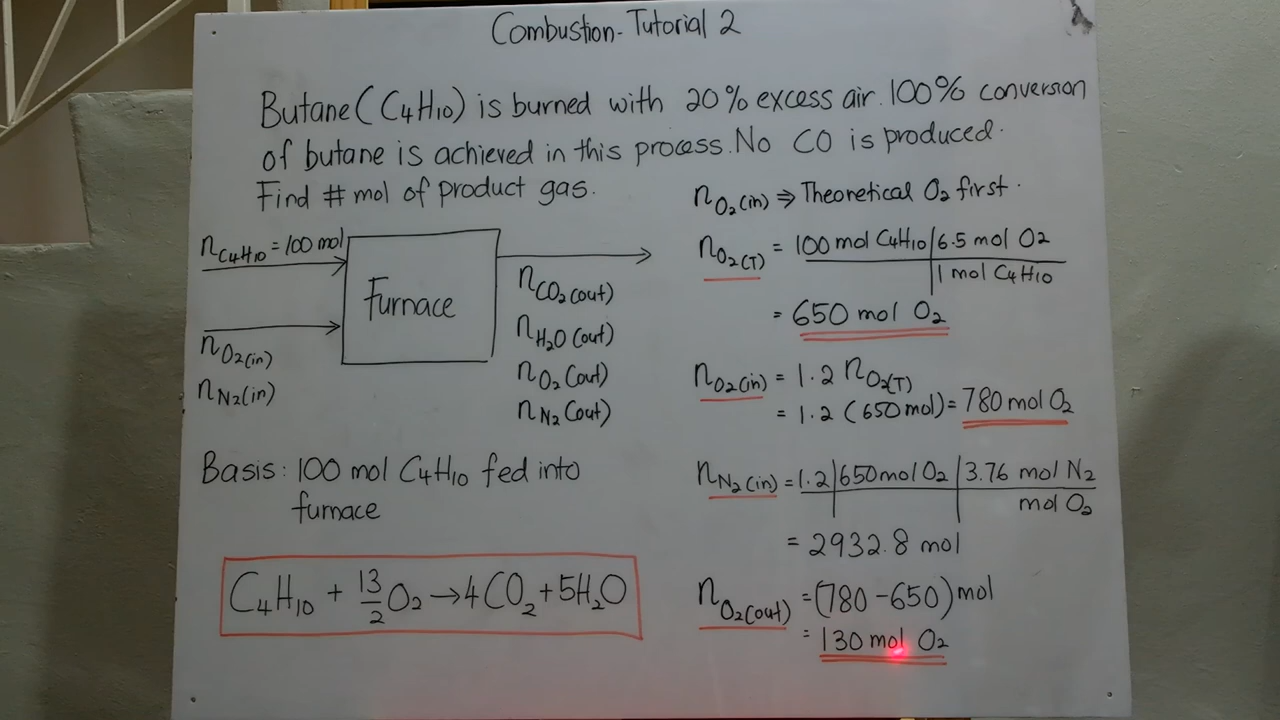 Combustion-Tutorial 2
Butane (C4H10) is burned with 20% excess air. 100% conversion
of butane is achieved in this process. No CO is produced.
Find # mol of product gas.
nC4H10 = 100 mol
Furnace
nO2(in)
nN2(in)
nCO2(out)
nH2O(out)
nO2(out)
nN2(out)
Basis: 100 mol C4H10 fed into
furnace
C4H10 + 13/2 O2 → 4CO2 + 5H2O
nO2(in) ⇒ Theoretical O2 first.
nO2(T) = 100 mol C4H10 | 6.5 mol O2
1 mol C4H10
= 650 mol O2
nO2(in) = 1.2 nO2(T)
= 1.2 (650 mol) = 780 mol O2
nN2(in) = 1.2 | 650 mol O2 | 3.76 mol N2
mol O2
= 2932.8 mol
nO2(out) = (780 - 650) mol
= 130 mol O2